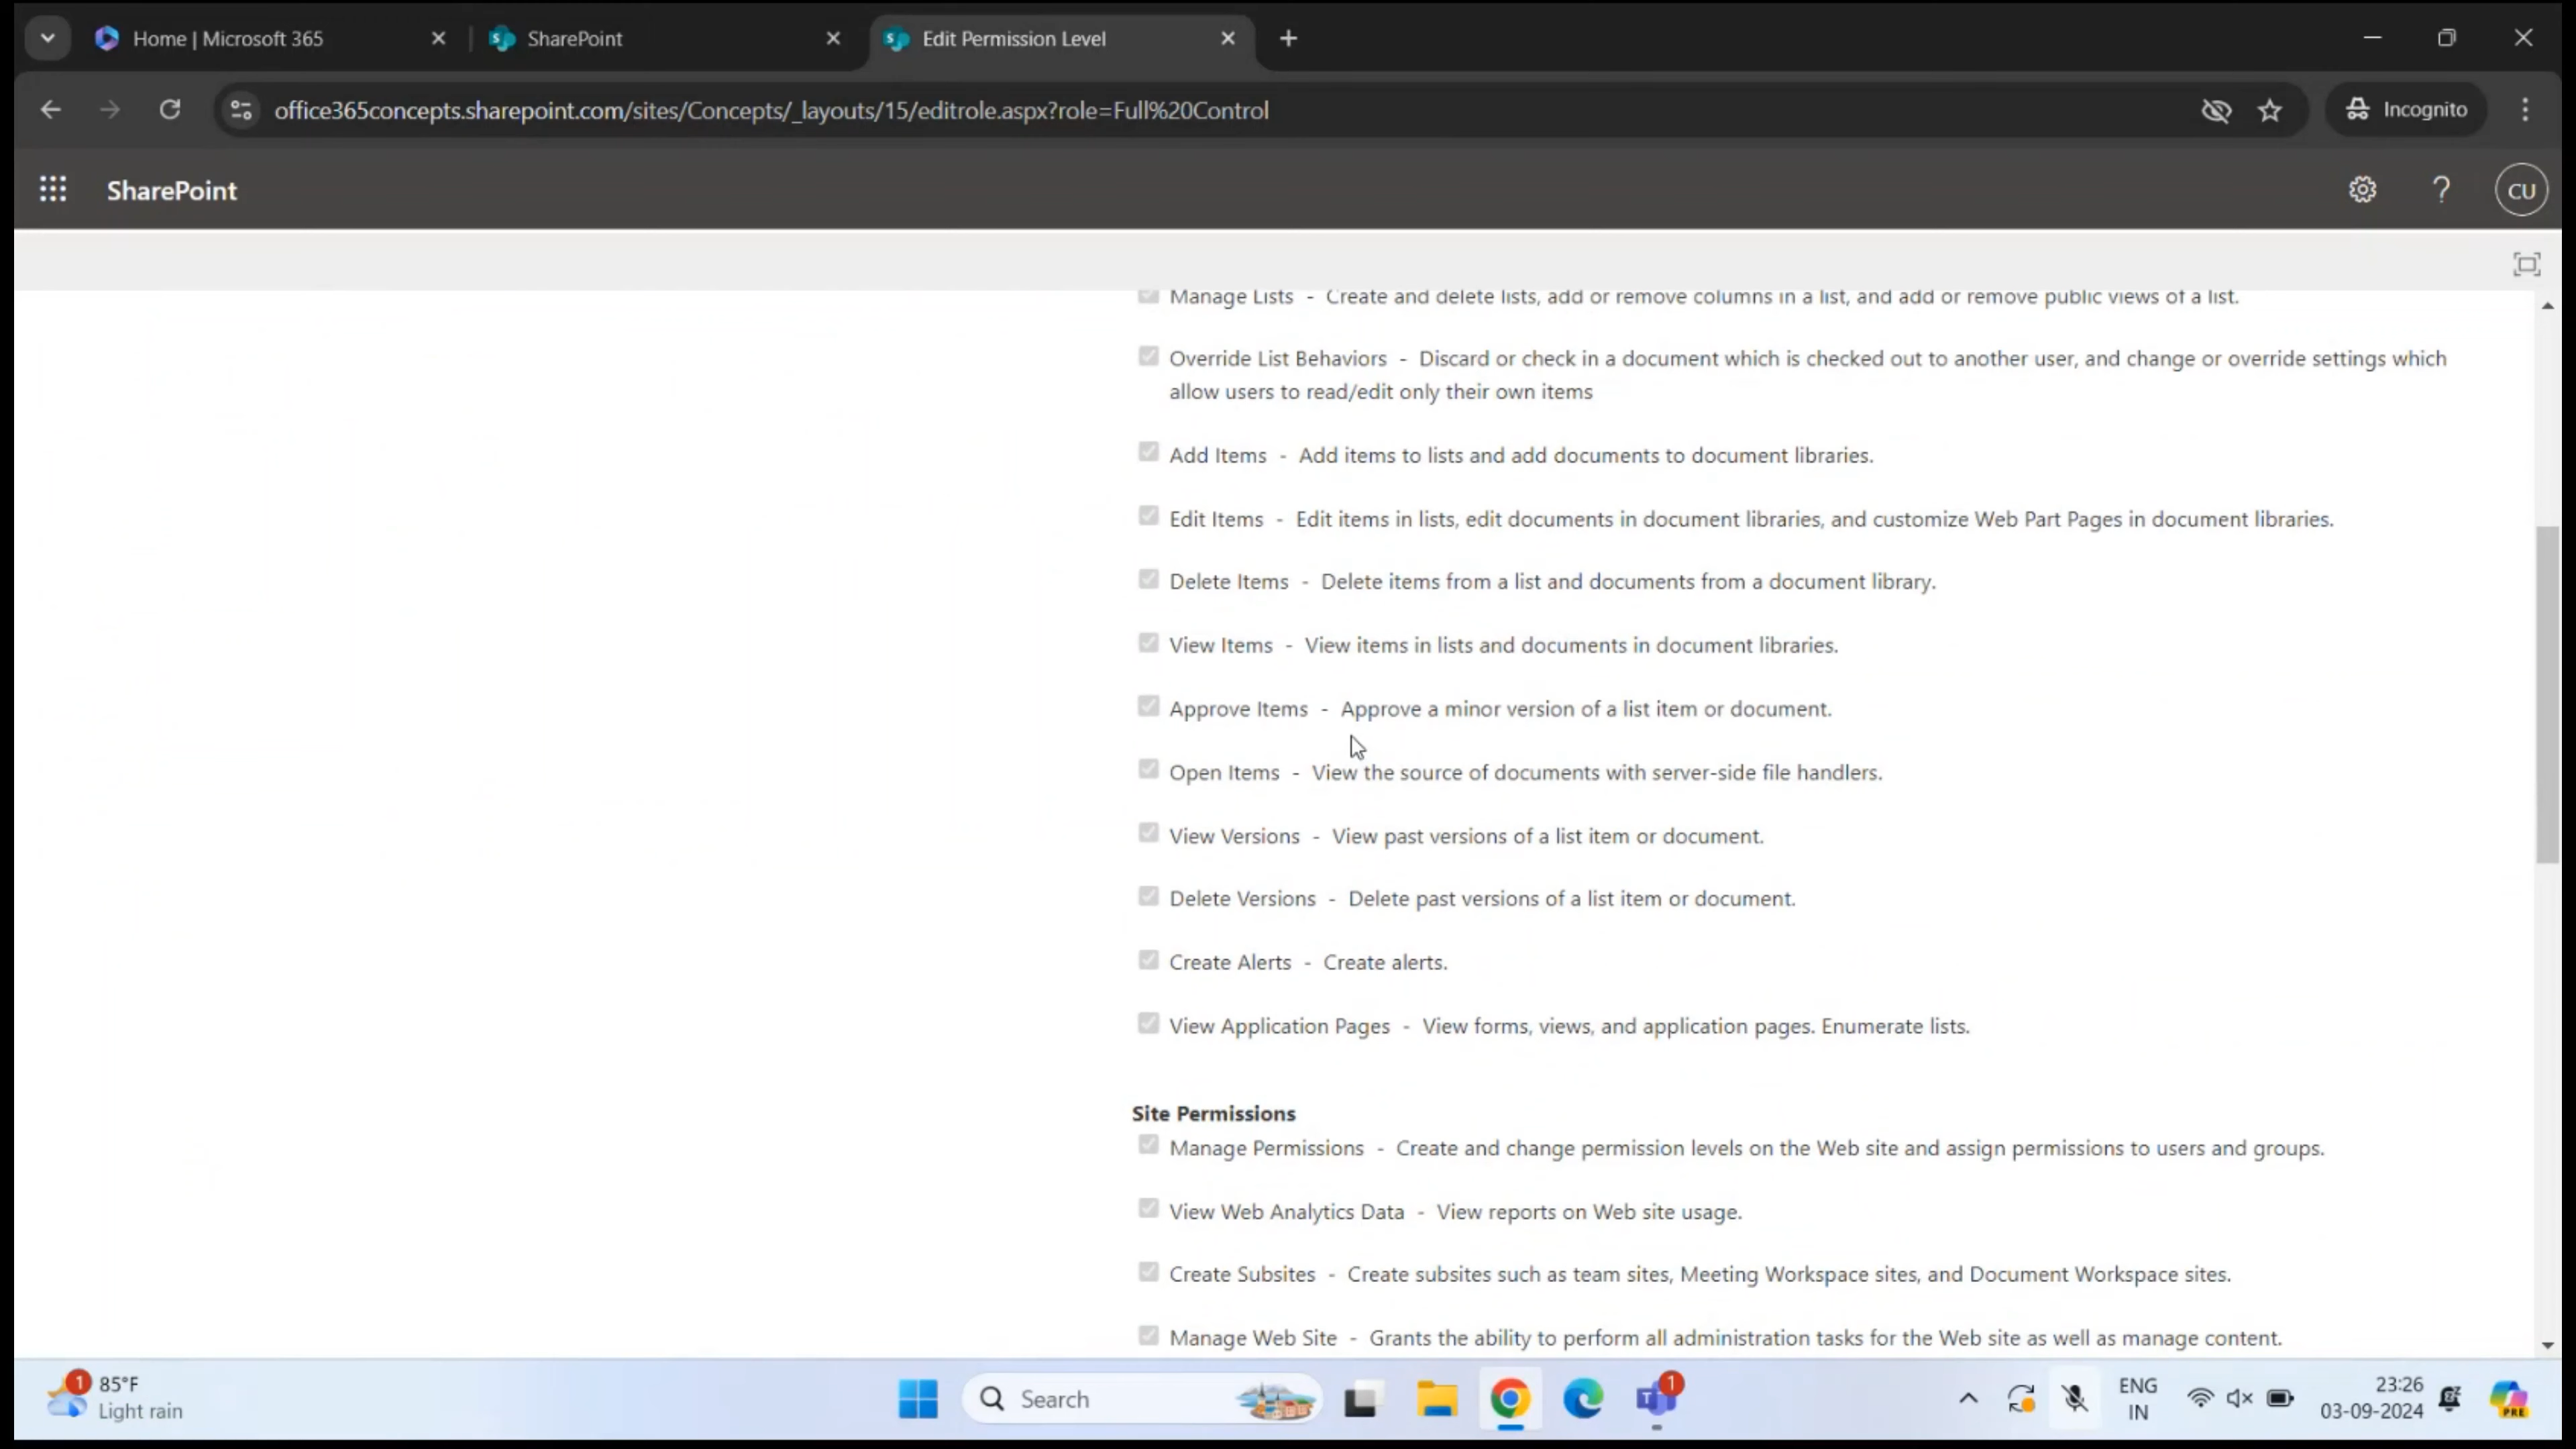 Home | Microsoft 365
SharePoint
Edit Permission Level
office365concepts.sharepoint.com/sites/Concepts/_layouts/15/editrole.aspx?role=Full%20Control
Incognito
SharePoint
?
CU
Manage Lists - Create and delete lists, add or remove columns in a list, and add or remove public views of a list.
Override List Behaviors - Discard or check in a document which is checked out to another user, and change or override settings which
allow users to read/edit only their own items
Add Items - Add items to lists and add documents to document libraries.
Edit Items - Edit items in lists, edit documents in document libraries, and customize Web Part Pages in document libraries.
Delete Items - Delete items from a list and documents from a document library.
View Items - View items in lists and documents in document libraries.
Approve Items - Approve a minor version of a list item or document.
Open Items - View the source of documents with server-side file handlers.
View Versions - View past versions of a list item or document.
Delete Versions - Delete past versions of a list item or document.
Create Alerts - Create alerts.
View Application Pages - View forms, views, and application pages. Enumerate lists.
Site Permissions
Manage Permissions - Create and change permission levels on the Web site and assign permissions to users and groups.
View Web Analytics Data - View reports on Web site usage.
Create Subsites - Create subsites such as team sites, Meeting Workspace sites, and Document Workspace sites.
Manage Web Site - Grants the ability to perform all administration tasks for the Web site as well as manage content.
1
85°F
Light rain
Search
1
ENG
IN
23:26
03-09-2024
PRE